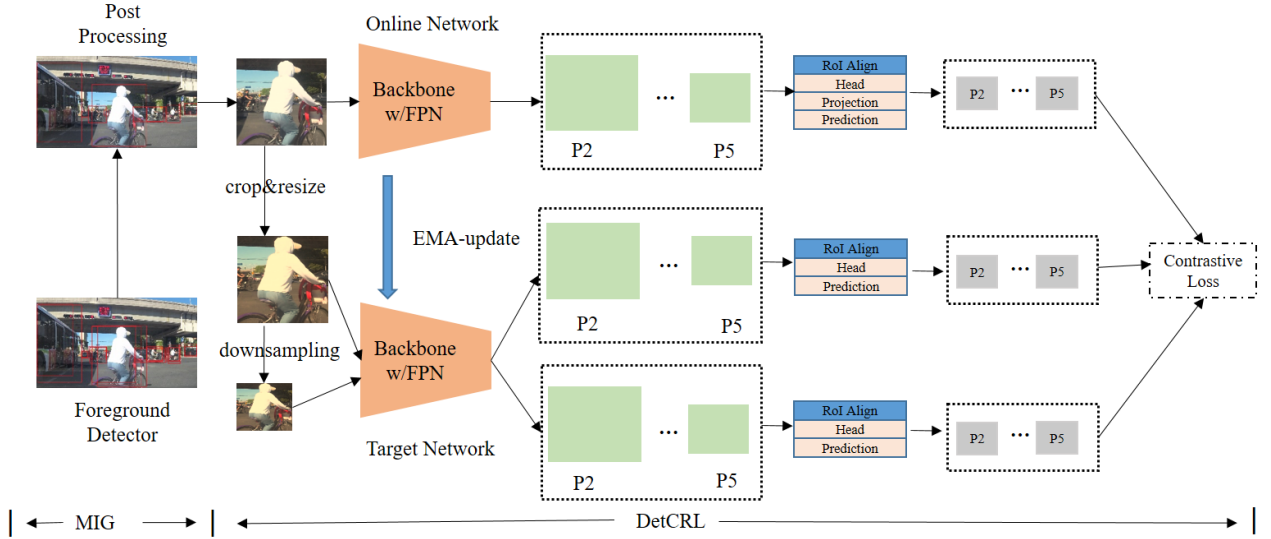 Post
Processing
Online Network
Backbone
w/FPN
...
P2
P5
RoI Align
Head
Projection
Prediction
P2
...
P5
crop&resize
EMA-update
...
P2
P5
RoI Align
Head
Prediction
P2
...
P5
Contrastive
Loss
downsampling
Backbone
w/FPN
Foreground
Detector
Target Network
...
P2
P5
RoI Align
Head
Prediction
P2
...
P5
MIG
DetCRL